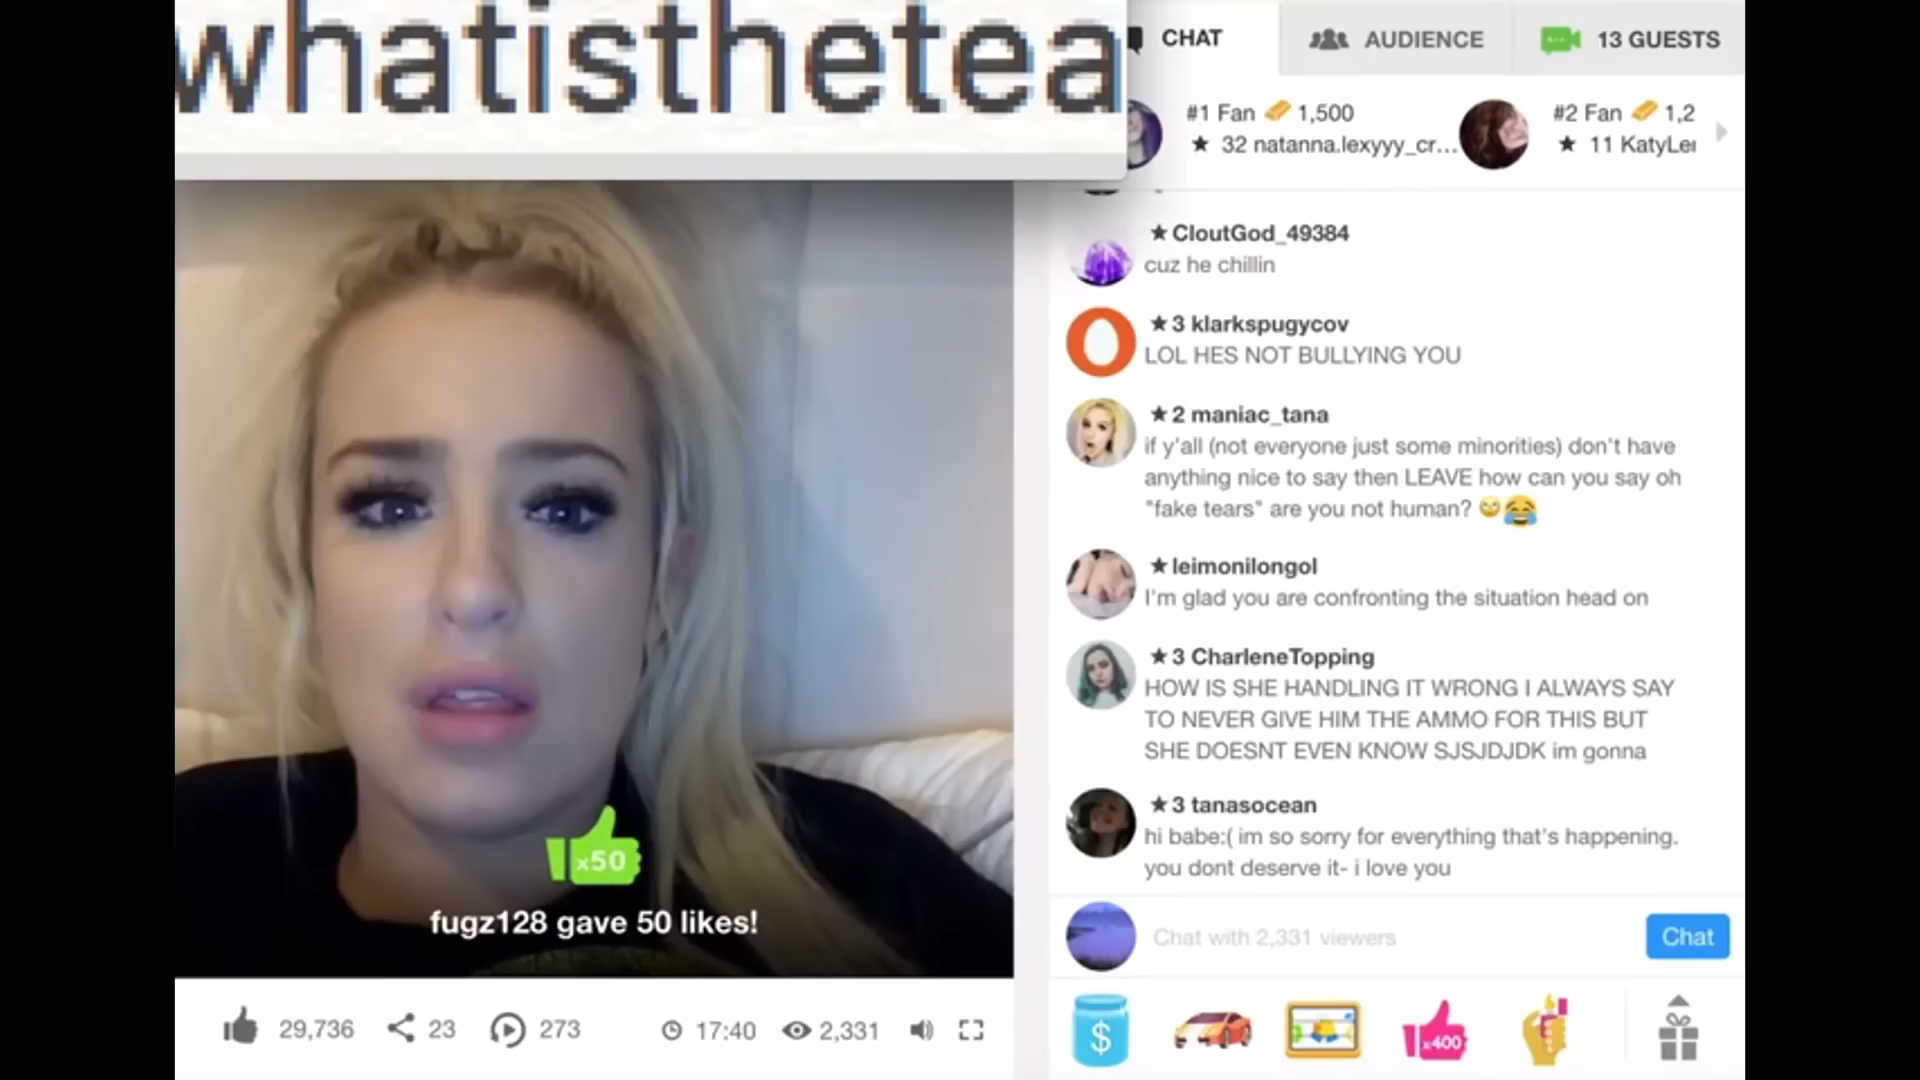 whatisthetea
CHAT
AUDIENCE
13 GUESTS
#1 Fan 1,500
★ 32 natanna.lexyyy_cr...
#2 Fan 1,2
★ 11 KatyLe
★ CloutGod_49384
cuz he chillin
★ 3 klarkspugycov
LOL HES NOT BULLYING YOU
★ 2 maniac_tana
if y'all (not everyone just some minorities) don't have
anything nice to say then LEAVE how can you say oh
"fake tears" are you not human? 🙄😂
★ leimonilongol
I'm glad you are confronting the situation head on
★ 3 CharleneTopping
HOW IS SHE HANDLING IT WRONG I ALWAYS SAY
TO NEVER GIVE HIM THE AMMO FOR THIS BUT
SHE DOESNT EVEN KNOW SJSJDJDK im gonna
★ 3 tanasocean
hi babe:( im so sorry for everything that's happening.
you dont deserve it- i love you
Chat with 2,331 viewers
Chat
x50
fugz128 gave 50 likes!
29,736
23
273
17:40
2,331
$
x400